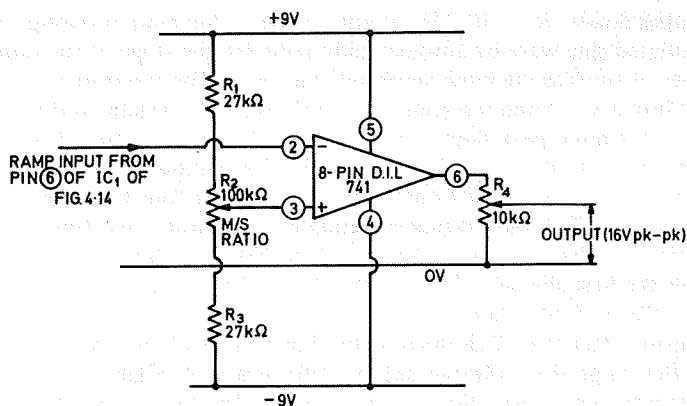 +9V
R1
27kΩ
5
2
−
RAMP INPUT FROM
PIN 6 OF IC1 OF
FIG.4·14
8-PIN D.I.L
741
6
R2
100kΩ
3
+
M/S
RATIO
4
R4
10kΩ
OUTPUT (16V pk-pk)
0V
R3
27kΩ
−9V